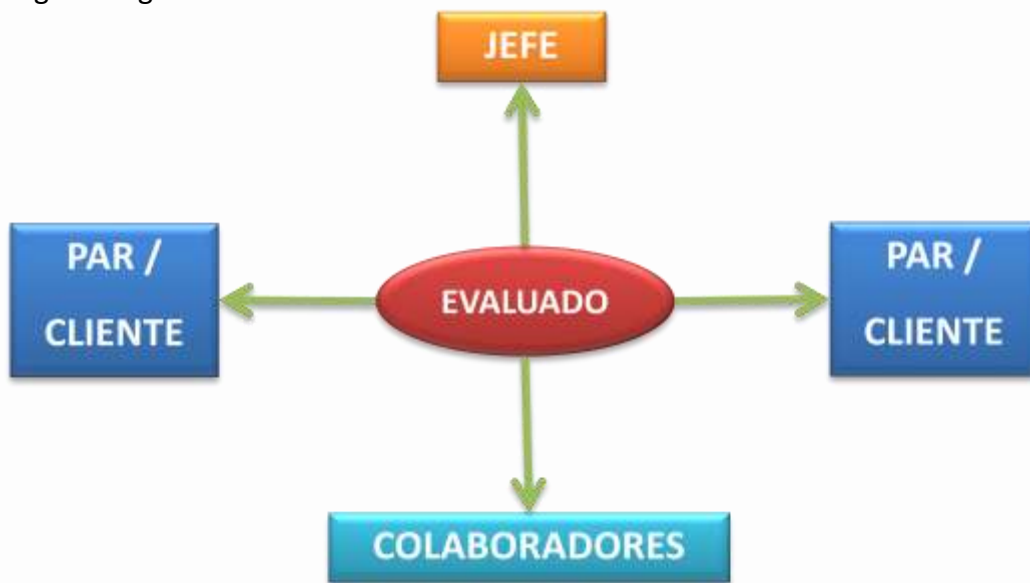 JEFE
PAR /
CLIENTE
EVALUADO
PAR /
CLIENTE
COLABORADORES